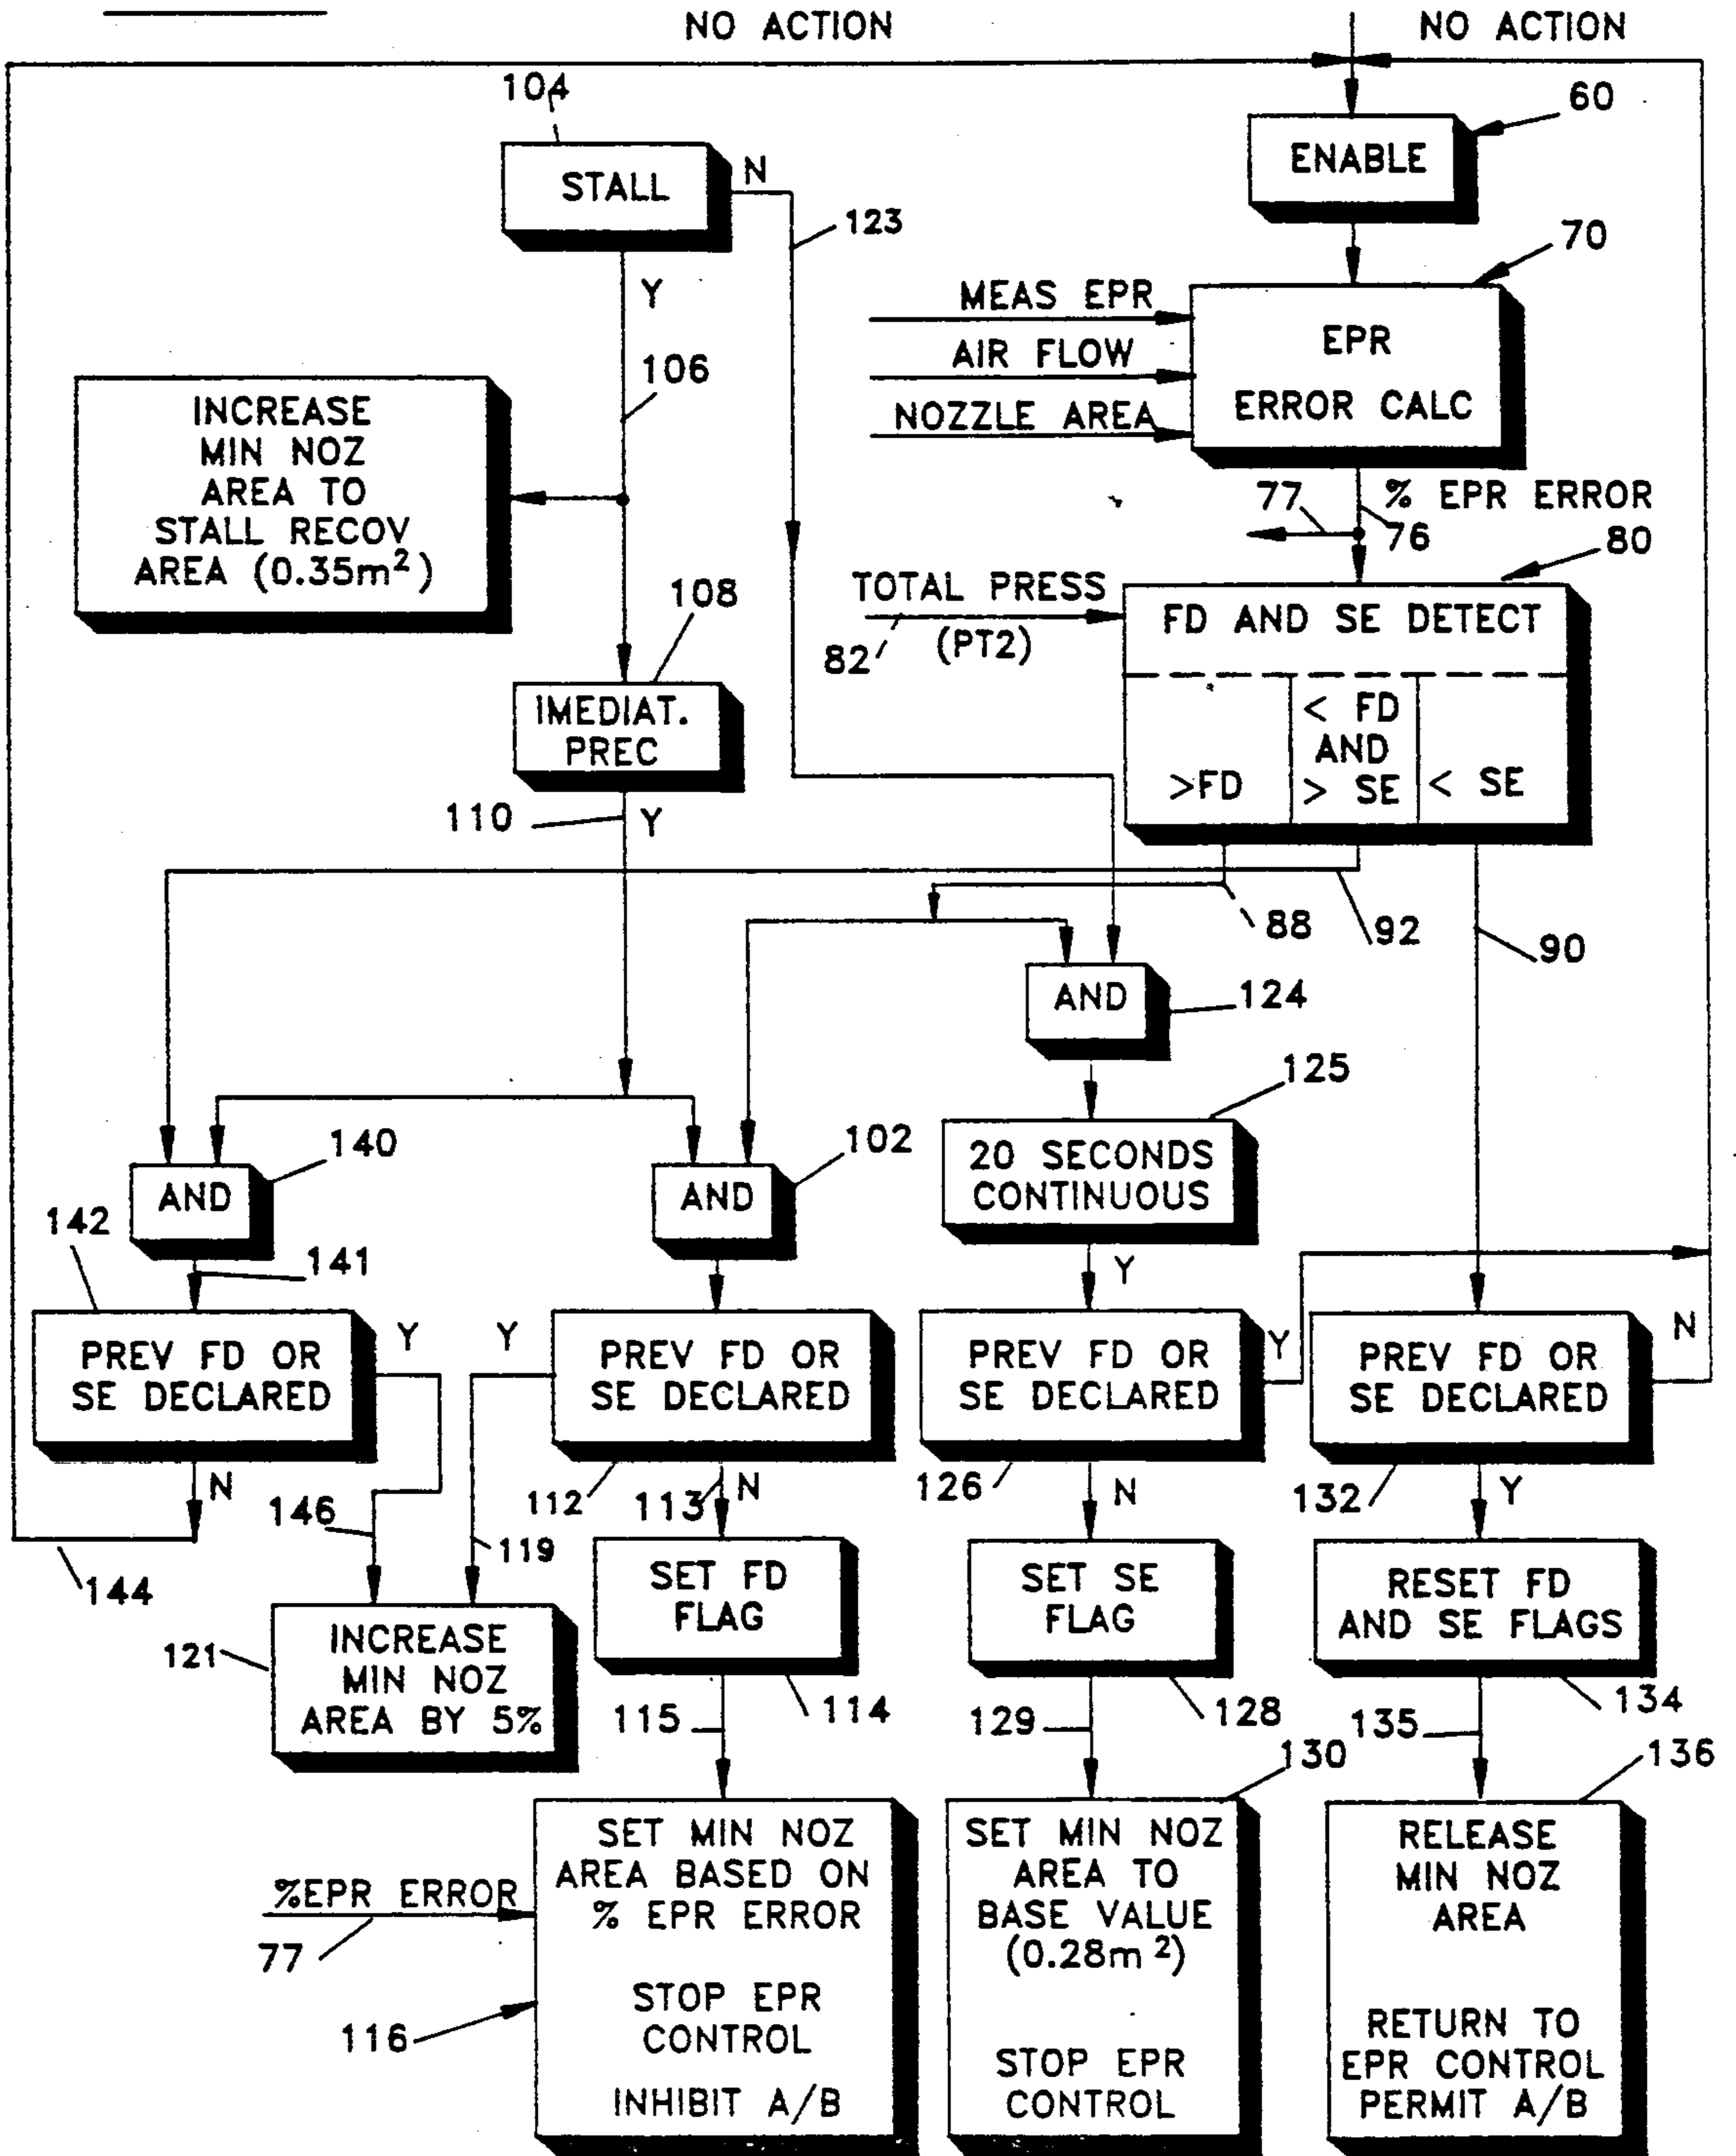 NO ACTION
NO ACTION
104
60
STALL
N
ENABLE
123
70
Y
MEAS EPR
AIR FLOW
NOZZLE AREA
EPR
ERROR CALC
106
INCREASE
MIN NOZ
AREA TO
STALL RECOV
AREA (0.35m²)
77
% EPR ERROR
76
80
TOTAL PRESS
82
(PT2)
FD AND SE DETECT
>FD
< FD
AND
> SE
< SE
108
IMEDIAT.
PREC
110
Y
88
92
90
AND
124
125
20 SECONDS
CONTINUOUS
Y
140
AND
102
AND
142
141
PREV FD OR
SE DECLARED
Y
Y
PREV FD OR
SE DECLARED
PREV FD OR
SE DECLARED
Y
PREV FD OR
SE DECLARED
N
N
144
146
119
112
113
N
126
N
132
Y
SET FD
FLAG
SET SE
FLAG
RESET FD
AND SE FLAGS
121
INCREASE
MIN NOZ
AREA BY 5%
115
114
129
128
135
134
130
136
%EPR ERROR
77
116
SET MIN NOZ
AREA BASED ON
% EPR ERROR
STOP EPR
CONTROL
INHIBIT A/B
SET MIN NOZ
AREA TO
BASE VALUE
(0.28m²)
STOP EPR
CONTROL
RELEASE
MIN NOZ
AREA
RETURN TO
EPR CONTROL
PERMIT A/B